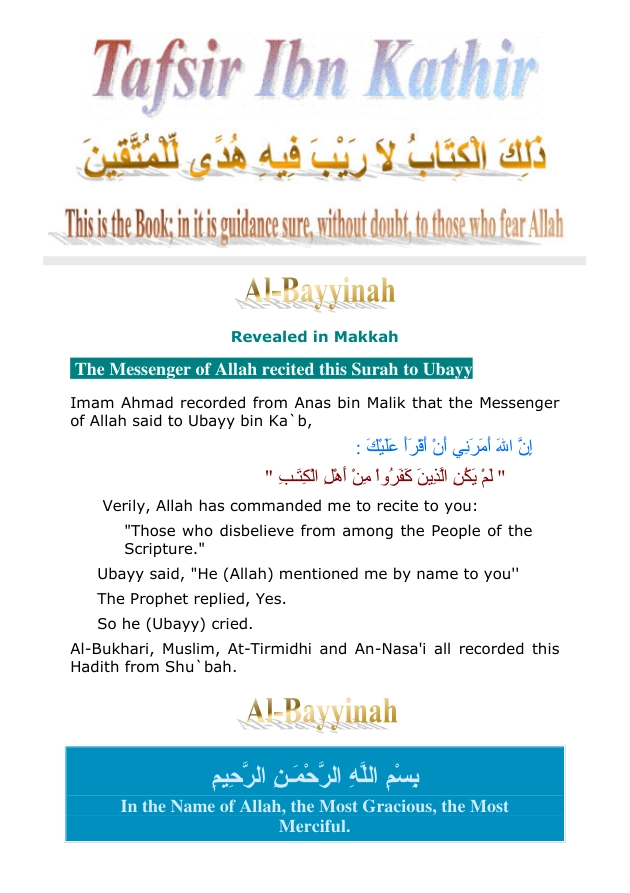 Tafsir Ibn Kathir
ذَلِكَ الْكِتَابُ لاَ رَيْبَ فِيهِ هُدًى لِّلْمُتَّقِينَ
This is the Book; in it is guidance sure, without doubt, to those who fear Allah
Al-Bayyinah
Revealed in Makkah
The Messenger of Allah recited this Surah to Ubayy
Imam Ahmad recorded from Anas bin Malik that the Messenger
of Allah said to Ubayy bin Ka`b,
إِنَّ اللهَ أَمَرَنِي أَنْ أَقْرَأَ عَلَيْكَ :
" لَمْ يَكُنِ الَّذِينَ كَفَرُواْ مِنْ أَهْلِ الْكِتَـبِ "
Verily, Allah has commanded me to recite to you:
"Those who disbelieve from among the People of the
Scripture."
Ubayy said, "He (Allah) mentioned me by name to you''
The Prophet replied, Yes.
So he (Ubayy) cried.
Al-Bukhari, Muslim, At-Tirmidhi and An-Nasa'i all recorded this
Hadith from Shu`bah.
Al-Bayyinah
بِسْمِ اللَّهِ الرَّحْمَـنِ الرَّحِيمِ
In the Name of Allah, the Most Gracious, the Most
Merciful.